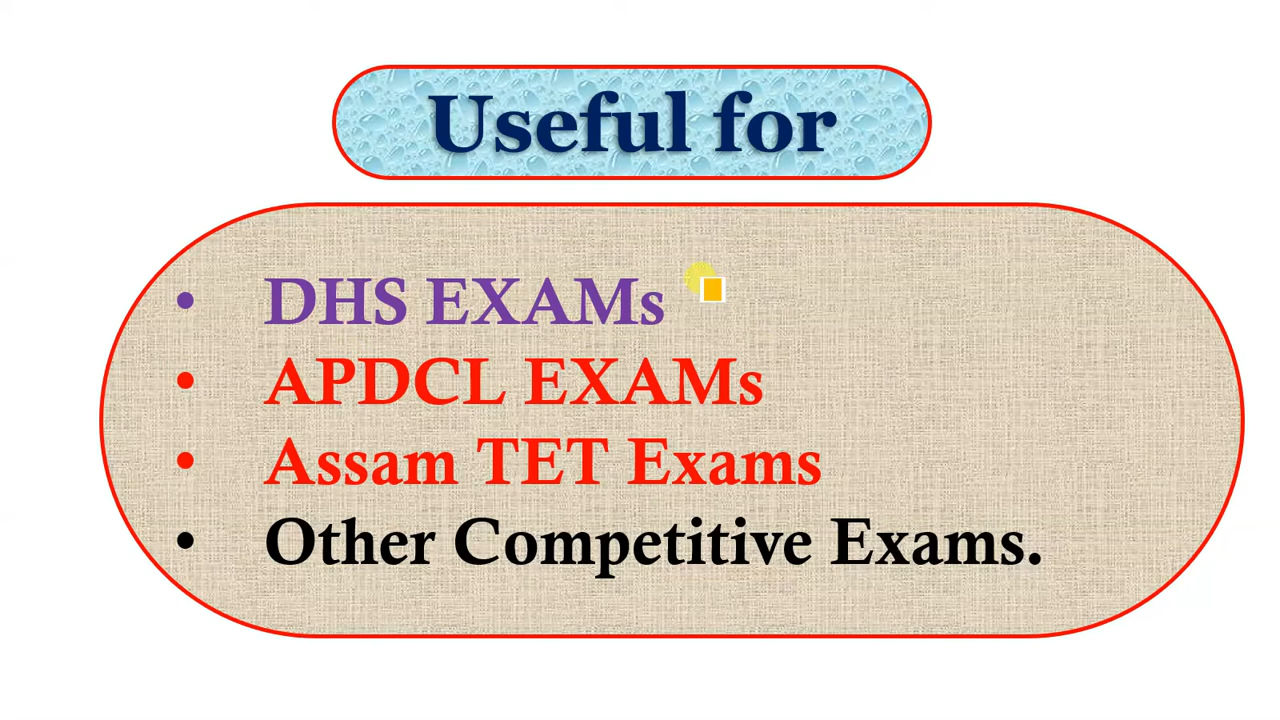 Useful for
• DHS EXAMs
• APDCL EXAMs
• Assam TET Exams
• Other Competitive Exams.